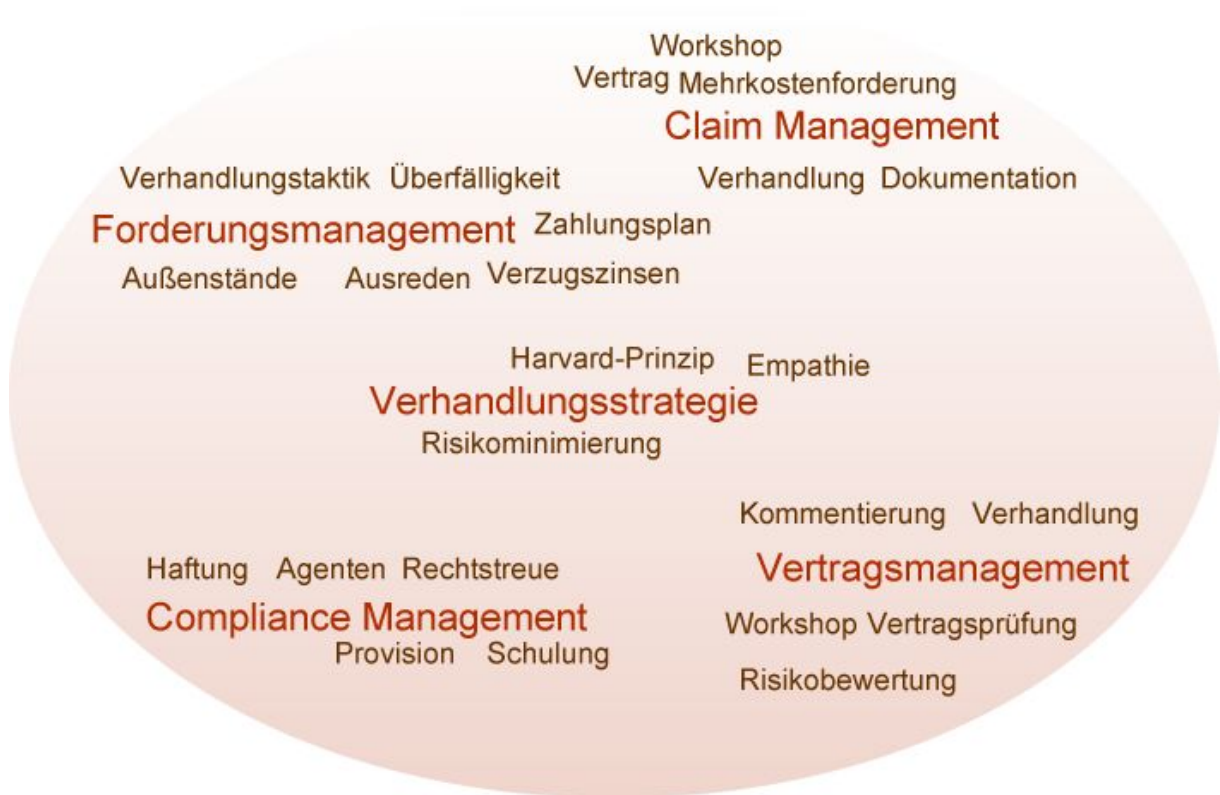 Workshop
Vertrag Mehrkostenforderung
Claim Management
Verhandlung Dokumentation
Verhandlungstaktik Überfälligkeit
Forderungsmanagement Zahlungsplan
Außenstände Ausreden Verzugszinsen
Harvard-Prinzip Empathie
Verhandlungsstrategie
Risikominimierung
Kommentierung Verhandlung
Vertragsmanagement
Workshop Vertragsprüfung
Risikobewertung
Haftung Agenten Rechtstreue
Compliance Management
Provision Schulung